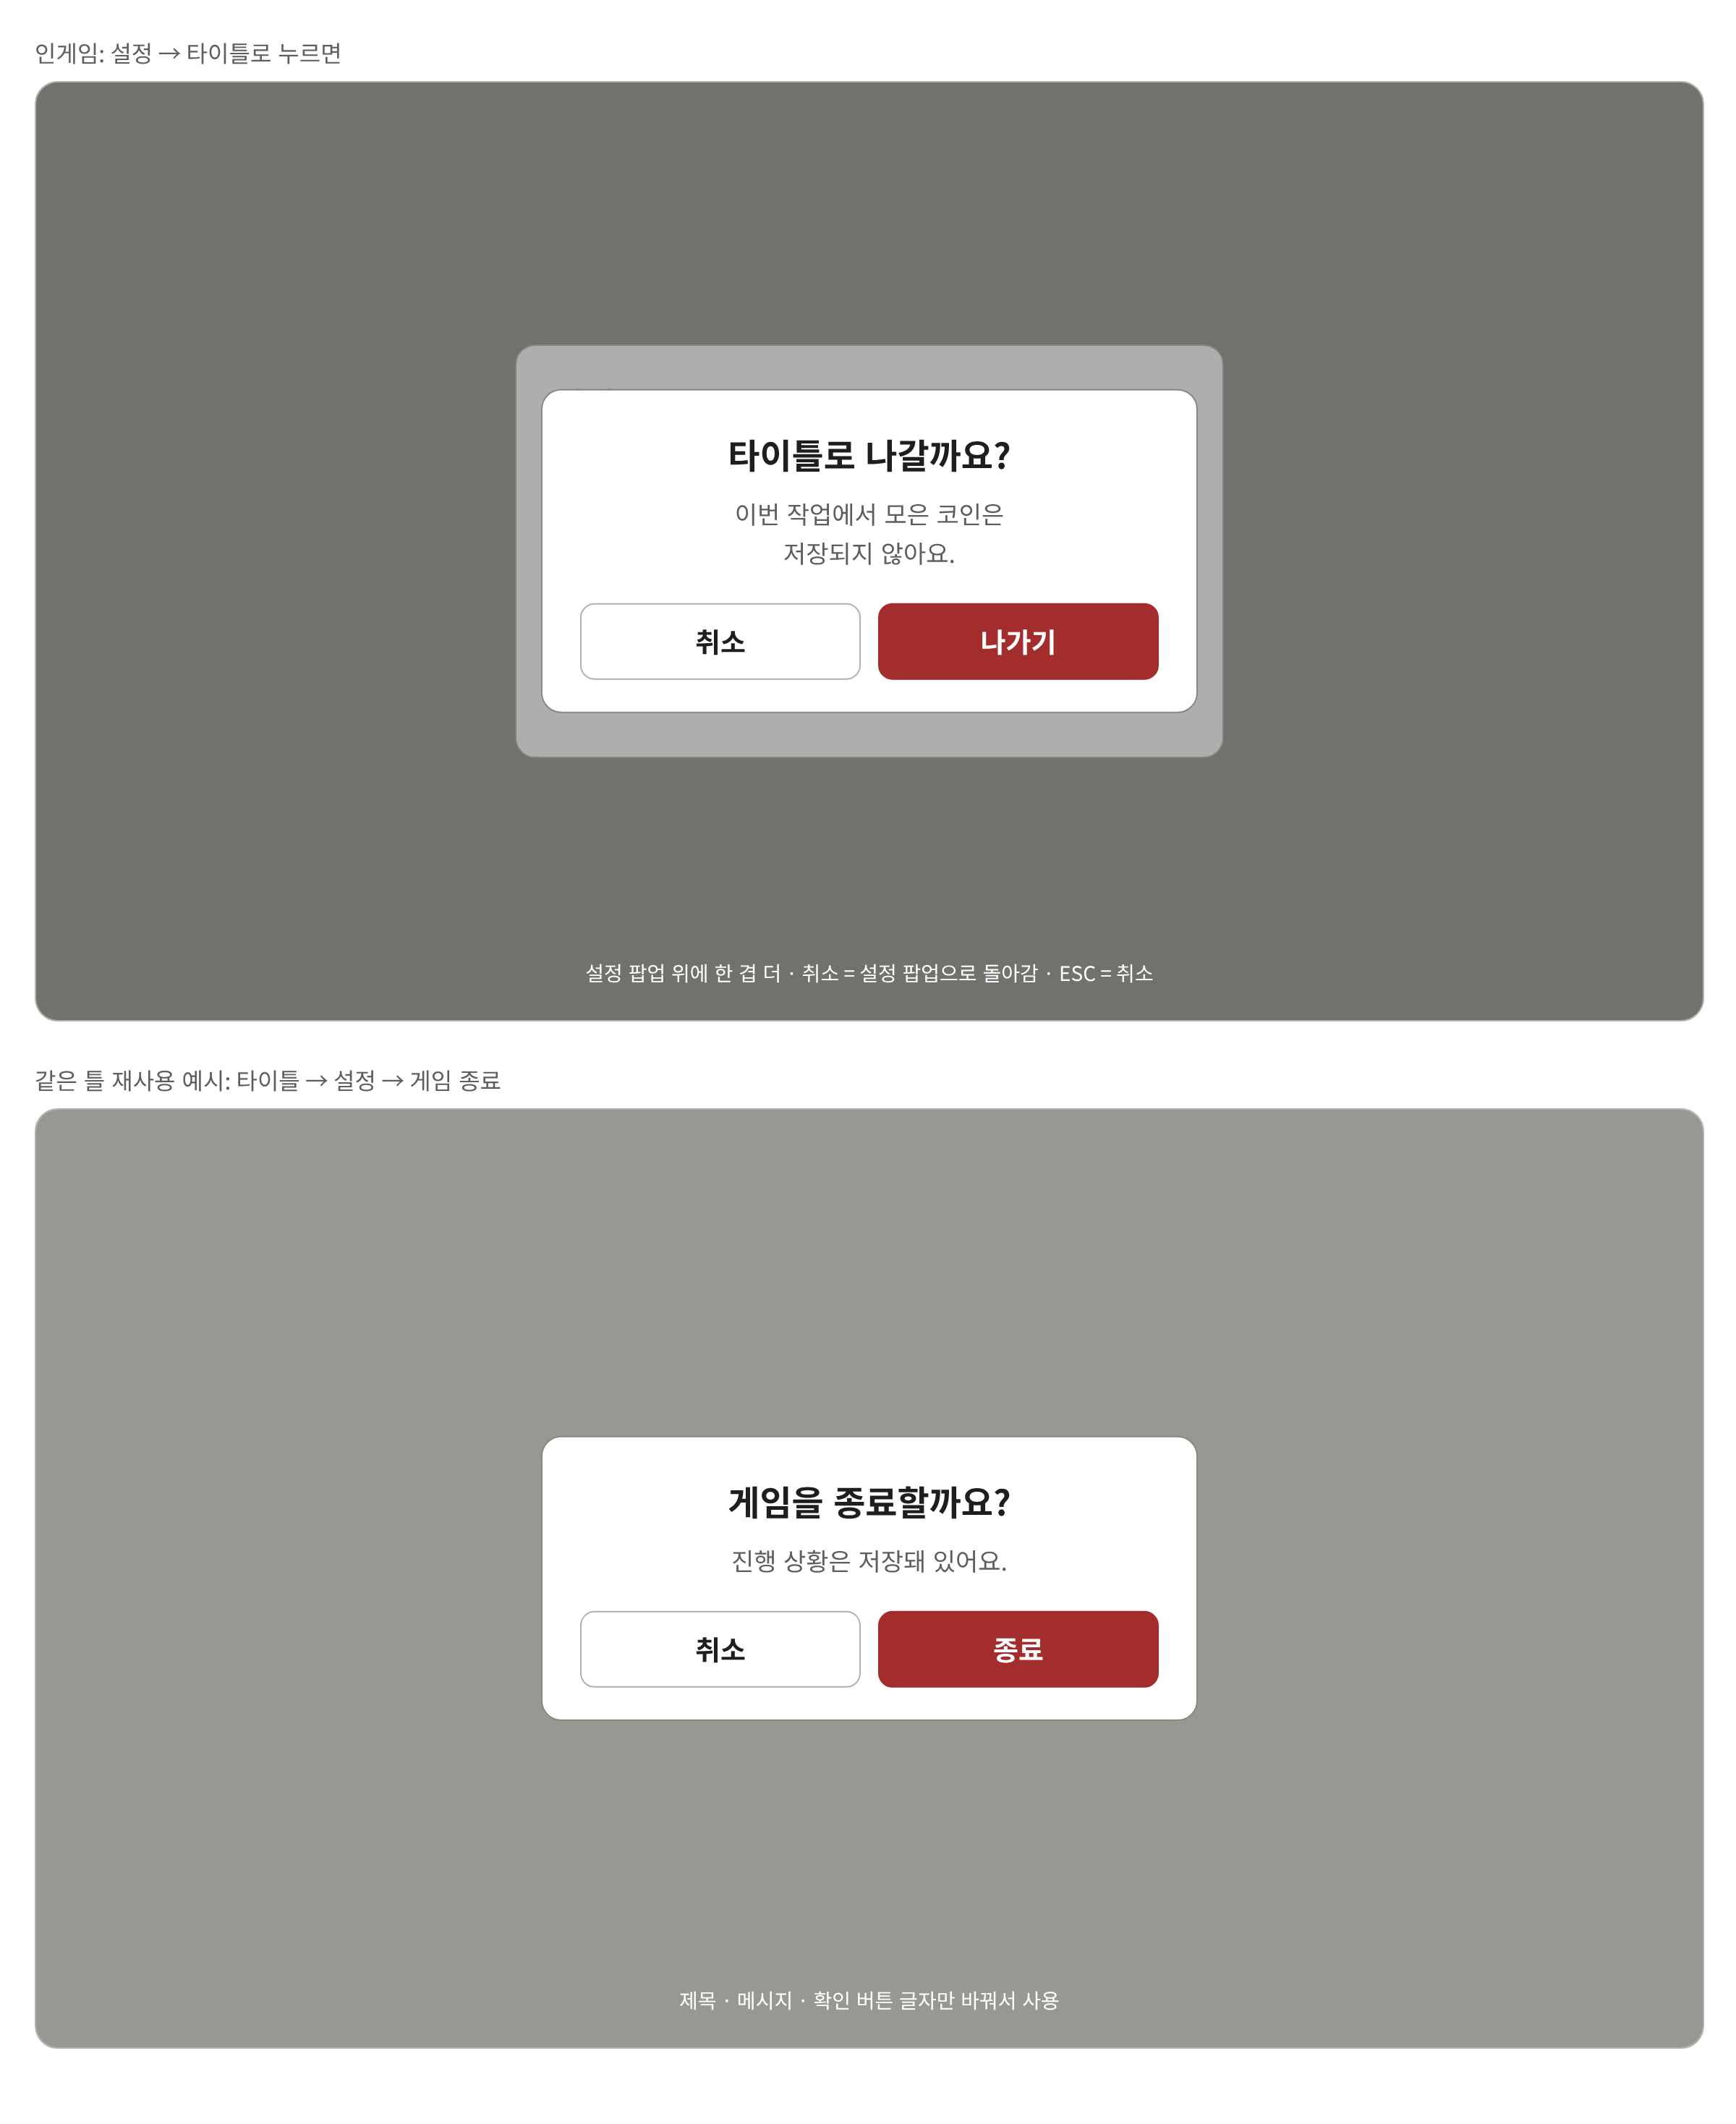 인게임: 설정 → 타이틀로 누르면
타이틀로 나갈까요?
이번 작업에서 모은 코인은
저장되지 않아요.
취소
나가기
설정 팝업 위에 한 겹 더 · 취소 = 설정 팝업으로 돌아감 · ESC = 취소
같은 틀 재사용 예시: 타이틀 → 설정 → 게임 종료
게임을 종료할까요?
진행 상황은 저장돼 있어요.
취소
종료
제목 · 메시지 · 확인 버튼 글자만 바꿔서 사용